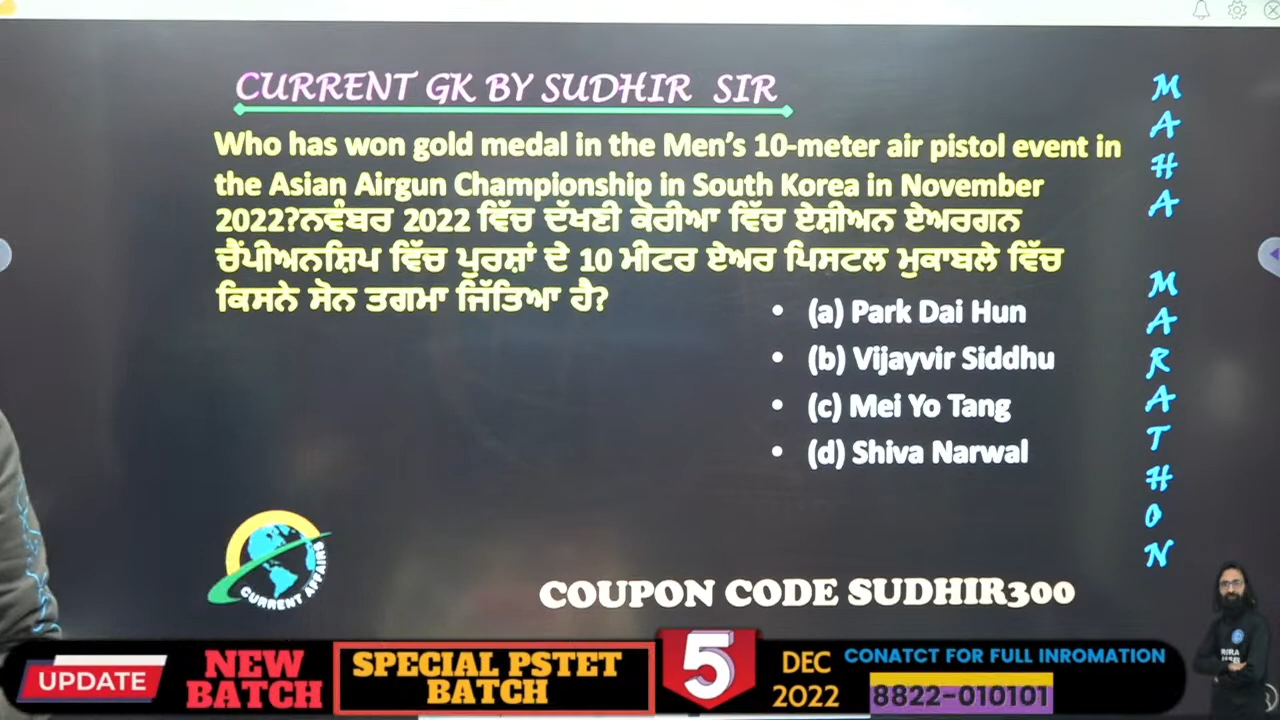 CURRENT GK BY SUDHIR SIR
Who has won gold medal in the Men's 10-meter air pistol event in
the Asian Airgun Championship in South Korea in November
2022?ਨਵੰਬਰ 2022 ਵਿੱਚ ਦੱਖਣੀ ਕੋਰੀਆ ਵਿੱਚ ਏਸ਼ੀਅਨ ਏਅਰਗਨ
ਚੈਂਪੀਅਨਸ਼ਿਪ ਵਿੱਚ ਪੁਰਸ਼ਾਂ ਦੇ 10 ਮੀਟਰ ਏਅਰ ਪਿਸਟਲ ਮੁਕਾਬਲੇ ਵਿੱਚ
ਕਿਸਨੇ ਸੋਨ ਤਗਮਾ ਜਿੱਤਿਆ ਹੈ?
• (a) Park Dai Hun
• (b) Vijayvir Siddhu
• (c) Mei Yo Tang
• (d) Shiva Narwal
MAHA MARATHON
CURRENT AFFAIRS
COUPON CODE SUDHIR300
UPDATE
NEW
BATCH
SPECIAL PSTET
BATCH
5
DEC
2022
CONATCT FOR FULL INROMATION
8822-010101